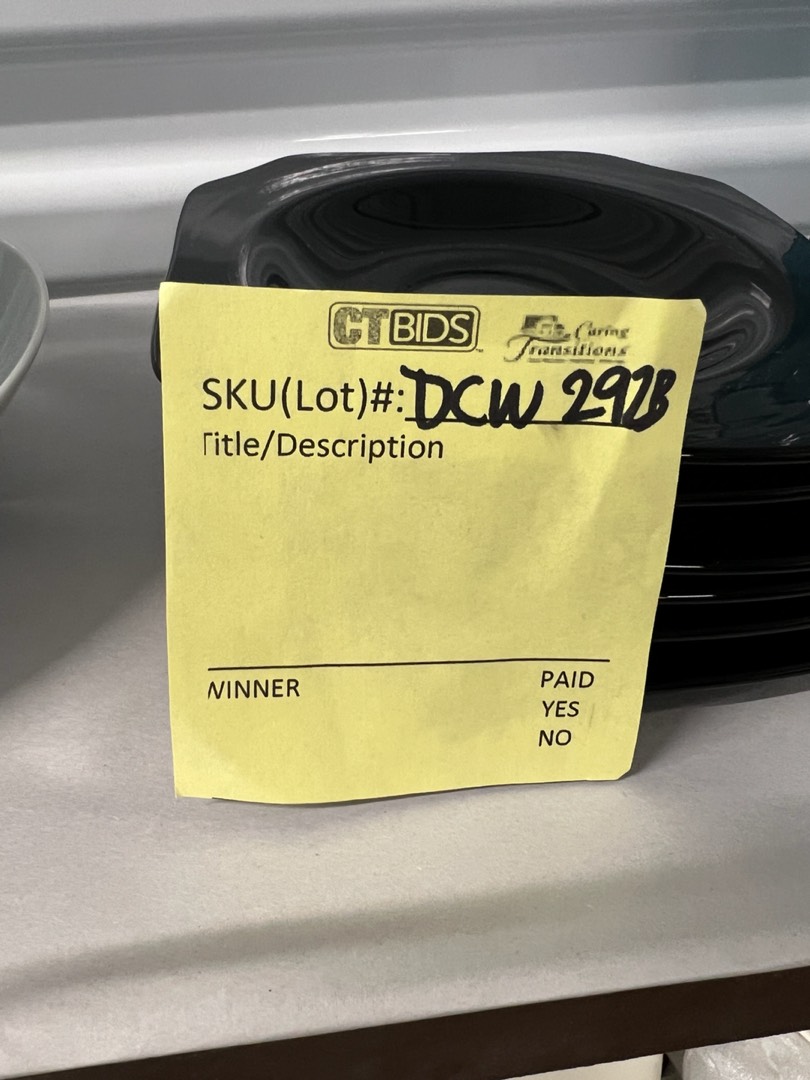 CTBIDS
Caring
Transitions
SKU(Lot)#: DCW 292B
Title/Description
WINNER
PAID
YES
NO